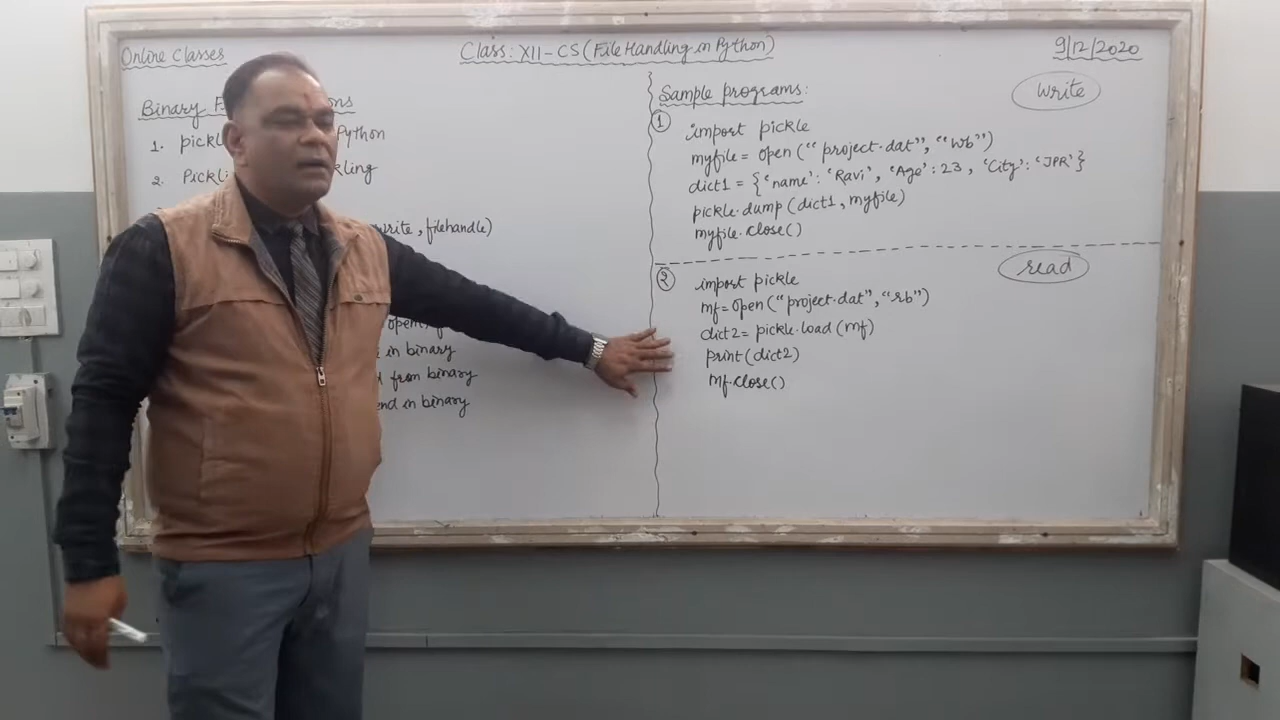 Online Classes
Class: XII-CS (File Handling in Python)
9/12/2020
Binary
1. Python
2.
write, filehandle)
open,
in binary
from binary
in binary
Sample programs:
write
1
import pickle
myfile = open("project.dat", "wb")
dict1 = {'name': 'Ravi', 'Age': 23, 'City': 'JPR'}
pickle.dump(dict1, myfile)
myfile.close()
2
read
import pickle
mf=open("project.dat","rb")
dict2= pickle.load(mf)
print(dict2)
mf.close()